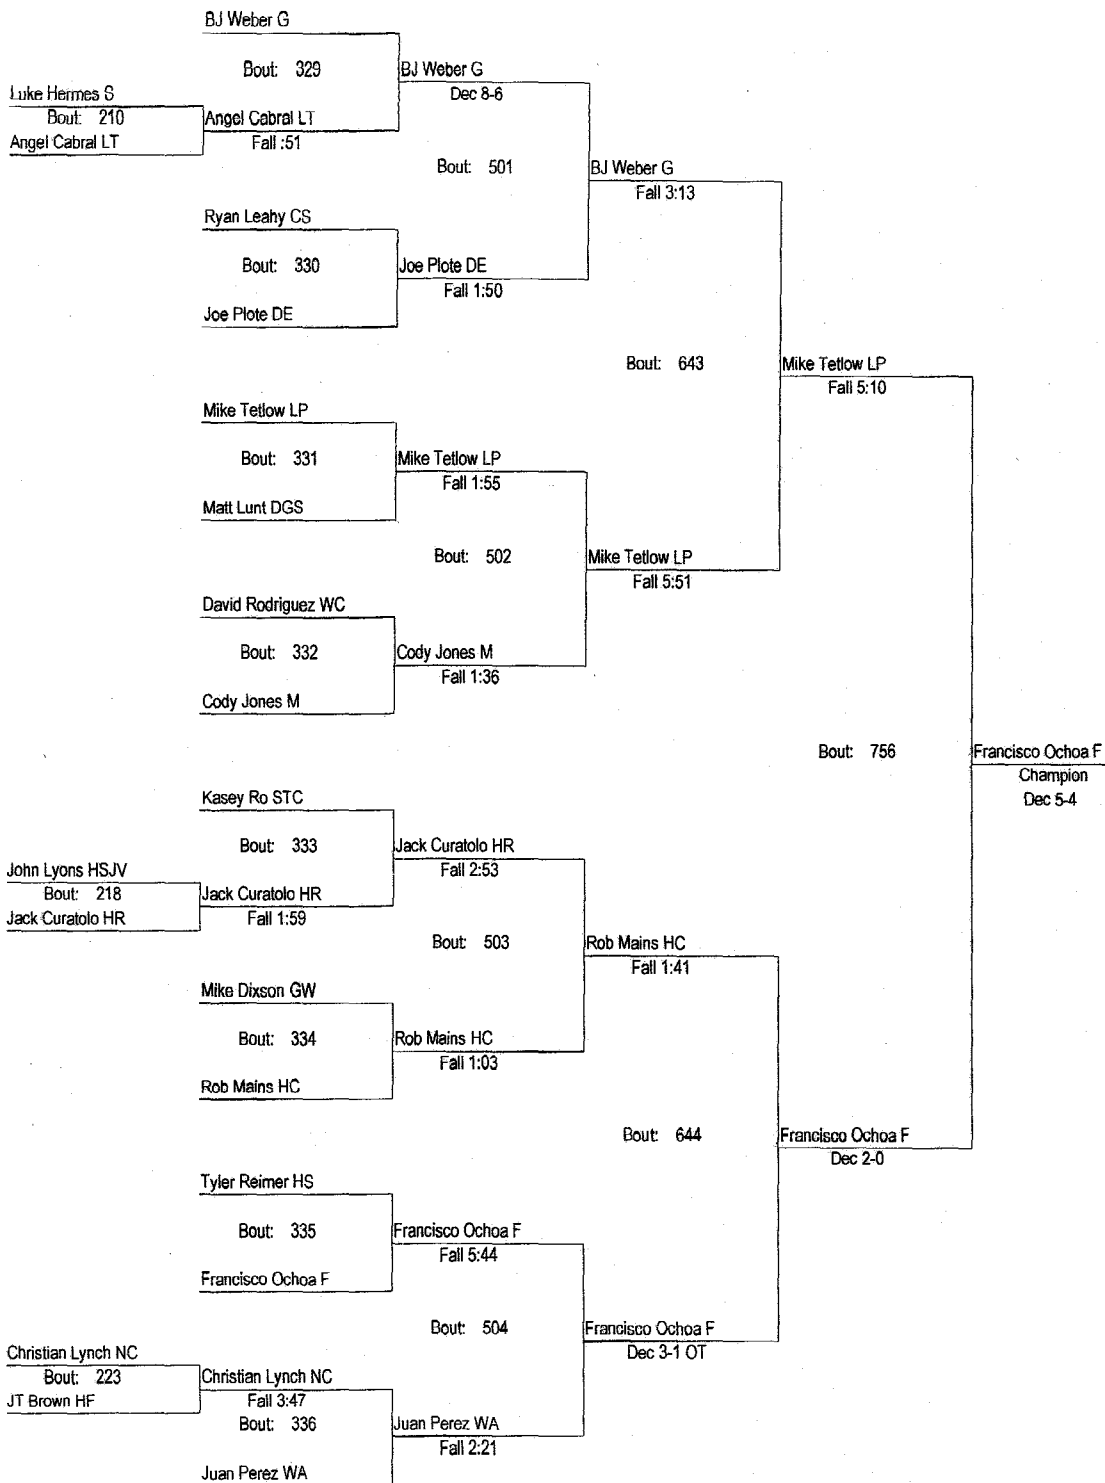 BJ Weber G
Bout: 329
BJ Weber G
Dec 8-6
Luke Hermes S
Bout: 210
Angel Cabral LT
Angel Cabral LT
Fall :51
Bout: 501
BJ Weber G
Fall 3:13
Ryan Leahy CS
Bout: 330
Joe Plote DE
Fall 1:50
Joe Plote DE
Bout: 643
Mike Tetlow LP
Fall 5:10
Mike Tetlow LP
Bout: 331
Mike Tetlow LP
Fall 1:55
Matt Lunt DGS
Bout: 502
Mike Tetlow LP
Fall 5:51
David Rodriguez WC
Bout: 332
Cody Jones M
Fall 1:36
Cody Jones M
Bout: 756
Francisco Ochoa F
Champion
Dec 5-4
Kasey Ro STC
Bout: 333
Jack Curatolo HR
Fall 2:53
John Lyons HSJV
Bout: 218
Jack Curatolo HR
Jack Curatolo HR
Fall 1:59
Bout: 503
Rob Mains HC
Fall 1:41
Mike Dixson GW
Bout: 334
Rob Mains HC
Fall 1:03
Rob Mains HC
Bout: 644
Francisco Ochoa F
Dec 2-0
Tyler Reimer HS
Bout: 335
Francisco Ochoa F
Fall 5:44
Francisco Ochoa F
Bout: 504
Francisco Ochoa F
Dec 3-1 OT
Christian Lynch NC
Bout: 223
JT Brown HF
Christian Lynch NC
Fall 3:47
Bout: 336
Juan Perez WA
Fall 2:21
Juan Perez WA